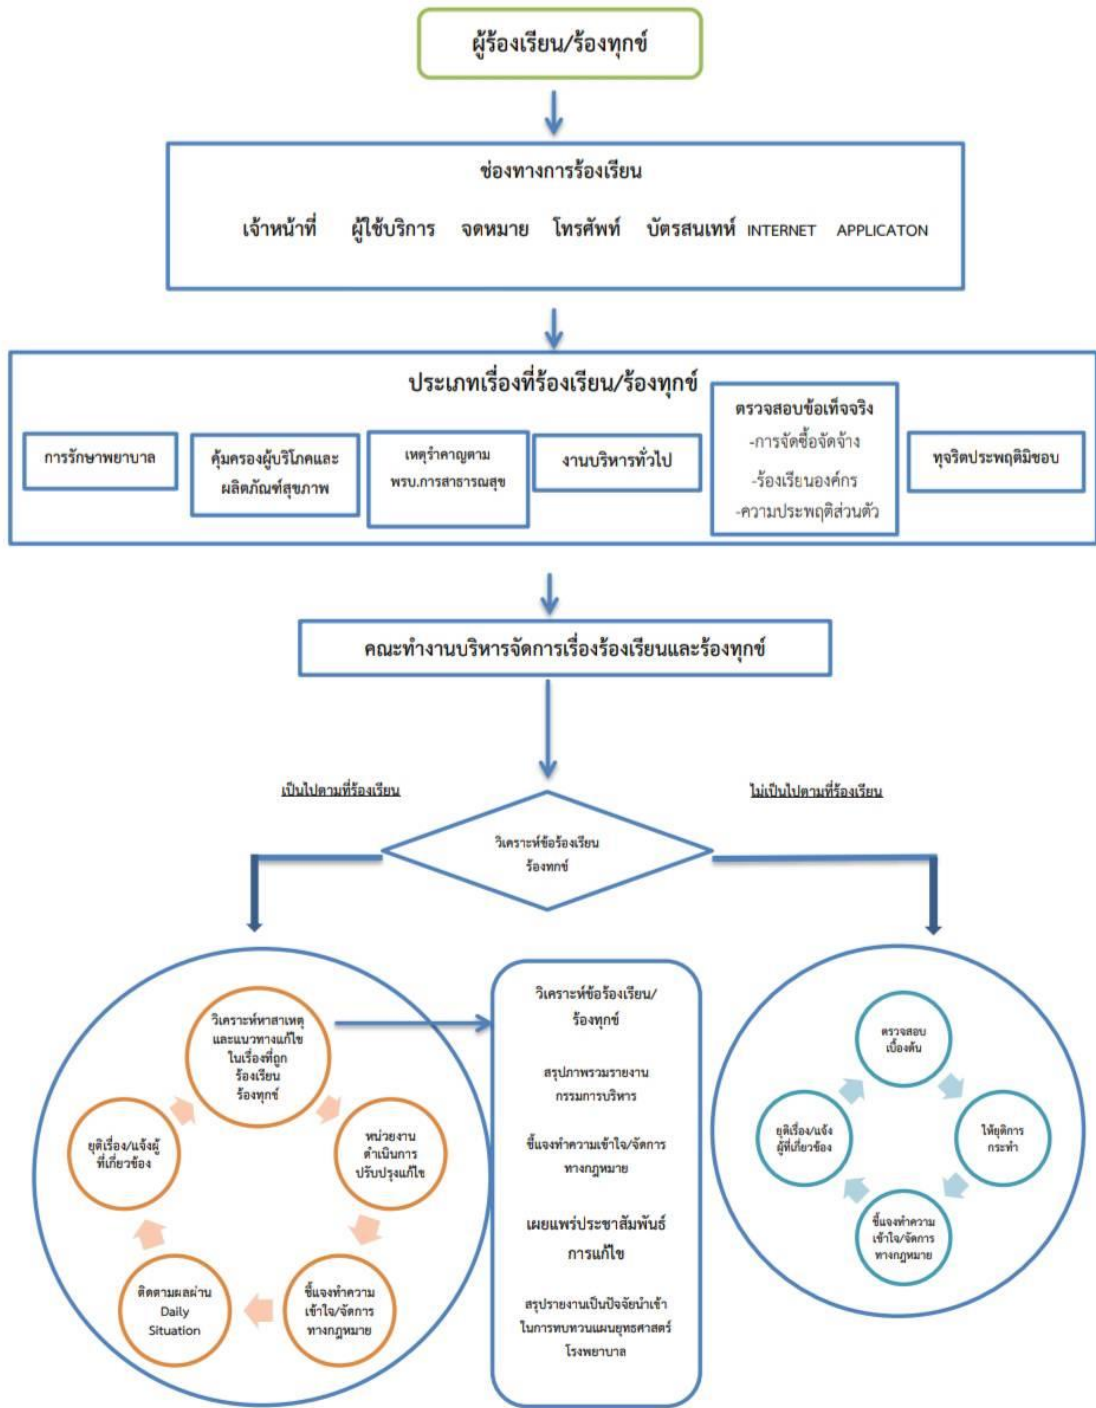 ผู้ร้องเรียน/ร้องทุกข์
ช่องทางการร้องเรียน
เจ้าหน้าที่ ผู้ใช้บริการ จดหมาย โทรศัพท์ บัตรสนเทห์ INTERNET APPLICATON
ประเภทเรื่องที่ร้องเรียน/ร้องทุกข์
การรักษาพยาบาล
คุ้มครองผู้บริโภคและ
ผลิตภัณฑ์สุขภาพ
เหตุรำคาญตาม
พรบ.การสาธารณสุข
งานบริหารทั่วไป
ตรวจสอบข้อเท็จจริง
-การจัดซื้อจัดจ้าง
-ร้องเรียนองค์กร
-ความประพฤติส่วนตัว
ทุจริตประพฤติมิชอบ
คณะทำงานบริหารจัดการเรื่องร้องเรียนและร้องทุกข์
เป็นไปตามที่ร้องเรียน
ไม่เป็นไปตามที่ร้องเรียน
วิเคราะห์ข้อร้องเรียน
ร้องทุกข์
วิเคราะห์หาสาเหตุ
และแนวทางแก้ไข
ในเรื่องที่ถูก
ร้องเรียน
ร้องทุกข์
หน่วยงาน
ดำเนินการ
ปรับปรุงแก้ไข
ชี้แจงทำความ
เข้าใจ/จัดการ
ทางกฎหมาย
ติดตามผลผ่าน
Daily
Situation
ยุติเรื่อง/แจ้งผู้
ที่เกี่ยวข้อง
วิเคราะห์ข้อร้องเรียน/
ร้องทุกข์
สรุปภาพรวมรายงาน
กรรมการบริหาร
ชี้แจงทำความเข้าใจ/จัดการ
ทางกฎหมาย
เผยแพร่ประชาสัมพันธ์
การแก้ไข
สรุปรายงานเป็นปัจจัยนำเข้า
ในการทบทวนแผนยุทธศาสตร์
โรงพยาบาล
ตรวจสอบ
เบื้องต้น
ให้ยุติการ
กระทำ
ชี้แจงทำความ
เข้าใจ/จัดการ
ทางกฎหมาย
ยุติเรื่อง/แจ้ง
ผู้ที่เกี่ยวข้อง